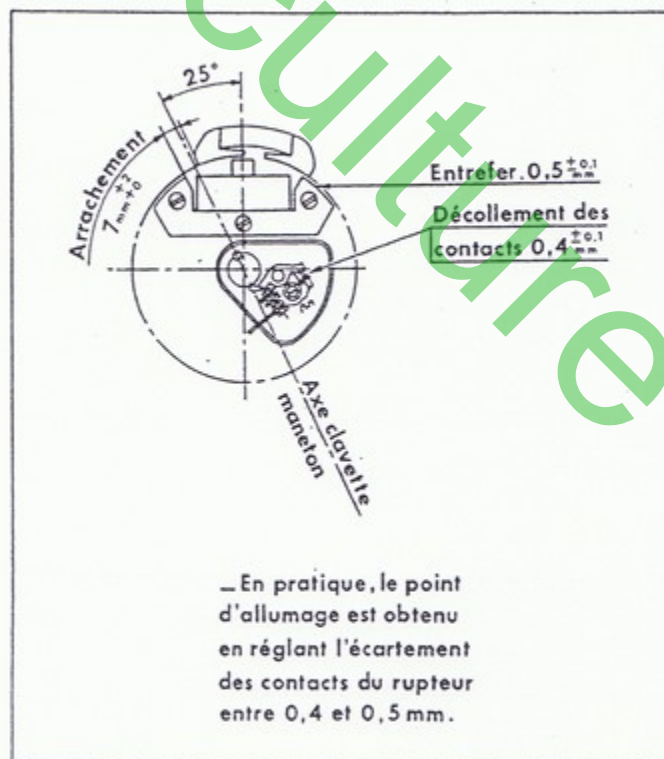 culture
25°
Arrachement
7 mm +2 +0
Entrefer. 0,5 ±0,1 mm
Décollement des
contacts 0,4 ±0,1 mm
Axe clavette
maneton
_ En pratique, le point
d'allumage est obtenu
en réglant l'écartement
des contacts du rupteur
entre 0,4 et 0,5 mm.